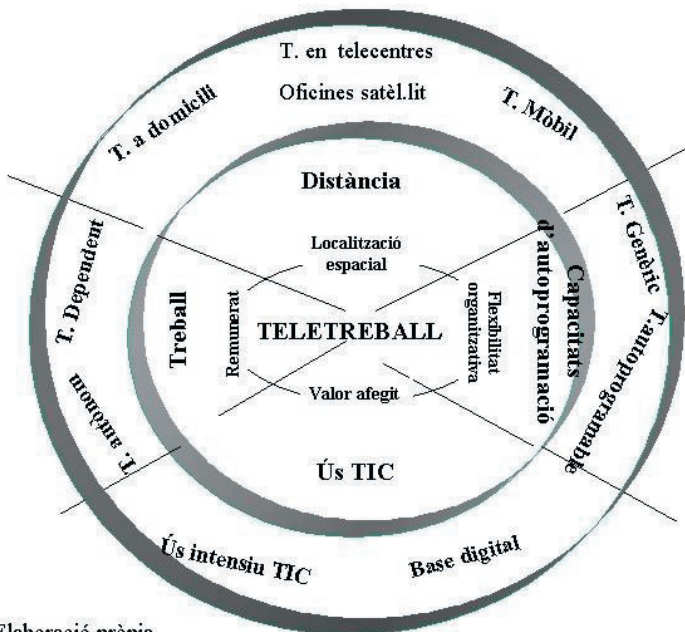 T. en telecentres
Oficines satèl.lit
T. a domicili
T. Mòbil
Distància
T. Dependent
T. Genèric
Localització
espacial
Treball
Remunerat
TELETREBALL
Flexibilitat
organitzativa
Capacitats
d' autoprogramació
T.autoprogramable
Valor afegit
T. autònom
Ús TIC
Ús intensiu TIC
Base digital
Elaboració pròpia